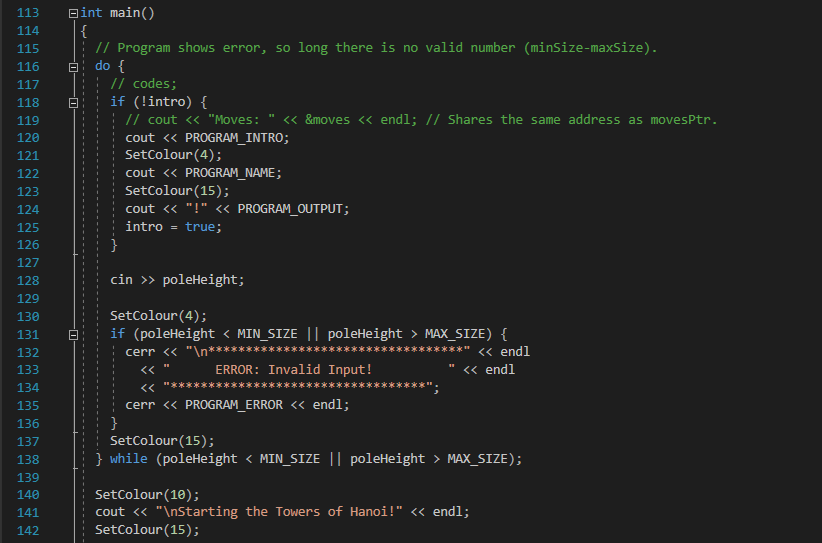 113 int main()
114 {
115 // Program shows error, so long there is no valid number (minSize-maxSize).
116 do {
117 // codes;
118 if (!intro) {
119 // cout << "Moves: " << &moves << endl; // Shares the same address as movesPtr.
120 cout << PROGRAM_INTRO;
121 SetColour(4);
122 cout << PROGRAM_NAME;
123 SetColour(15);
124 cout << "!" << PROGRAM_OUTPUT;
125 intro = true;
126 }
127
128 cin >> poleHeight;
129
130 SetColour(4);
131 if (poleHeight < MIN_SIZE || poleHeight > MAX_SIZE) {
132 cerr << "\n**********************************" << endl
133 << "      ERROR: Invalid Input!          " << endl
134 << "**********************************";
135 cerr << PROGRAM_ERROR << endl;
136 }
137 SetColour(15);
138 } while (poleHeight < MIN_SIZE || poleHeight > MAX_SIZE);
139
140 SetColour(10);
141 cout << "\nStarting the Towers of Hanoi!" << endl;
142 SetColour(15);